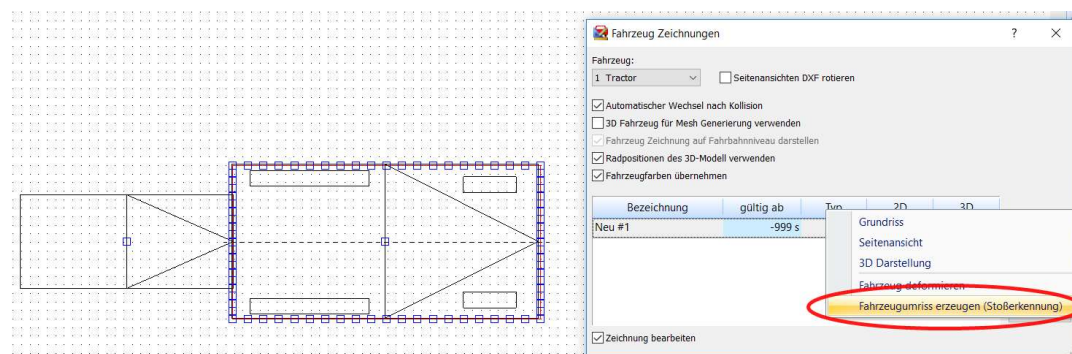 Fahrzeug Zeichnungen
Fahrzeug:
1 Tractor
Seitenansichten DXF rotieren
Automatischer Wechsel nach Kollision
3D Fahrzeug für Mesh Generierung verwenden
Fahrzeug Zeichnung auf Fahrbahnniveau darstellen
Radpositionen des 3D-Modell verwenden
Fahrzeugfarben übernehmen
Bezeichnung gültig ab Typ 2D 3D
Neu #1 -999 s
Grundriss
Seitenansicht
3D Darstellung
Fahrzeug deformieren
Fahrzeugumriss erzeugen (Stoßerkennung)
Zeichnung bearbeiten